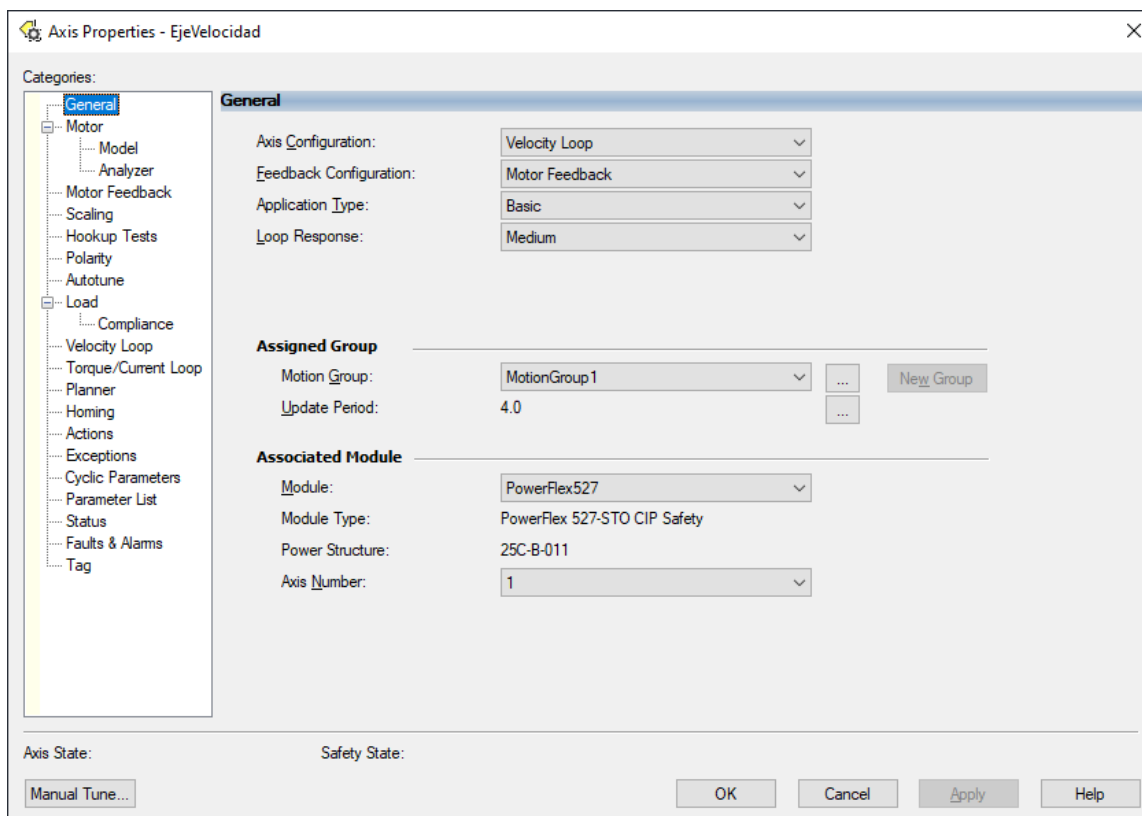 Axis Properties - EjeVelocidad
Categories:
General
Motor
Model
Analyzer
Motor Feedback
Scaling
Hookup Tests
Polarity
Autotune
Load
Compliance
Velocity Loop
Torque/Current Loop
Planner
Homing
Actions
Exceptions
Cyclic Parameters
Parameter List
Status
Faults & Alarms
Tag
General
Axis Configuration: Velocity Loop
Feedback Configuration: Motor Feedback
Application Type: Basic
Loop Response: Medium
Assigned Group
Motion Group: MotionGroup1 ... New Group
Update Period: 4.0 ...
Associated Module
Module: PowerFlex527
Module Type: PowerFlex 527-STO CIP Safety
Power Structure: 25C-B-011
Axis Number: 1
Axis State: Safety State:
Manual Tune... OK Cancel Apply Help